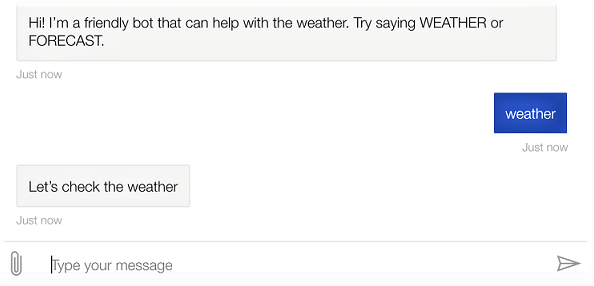 Hi! I'm a friendly bot that can help with the weather. Try saying WEATHER or
FORECAST.
Just now
weather
Just now
Let's check the weather
Just now
Type your message